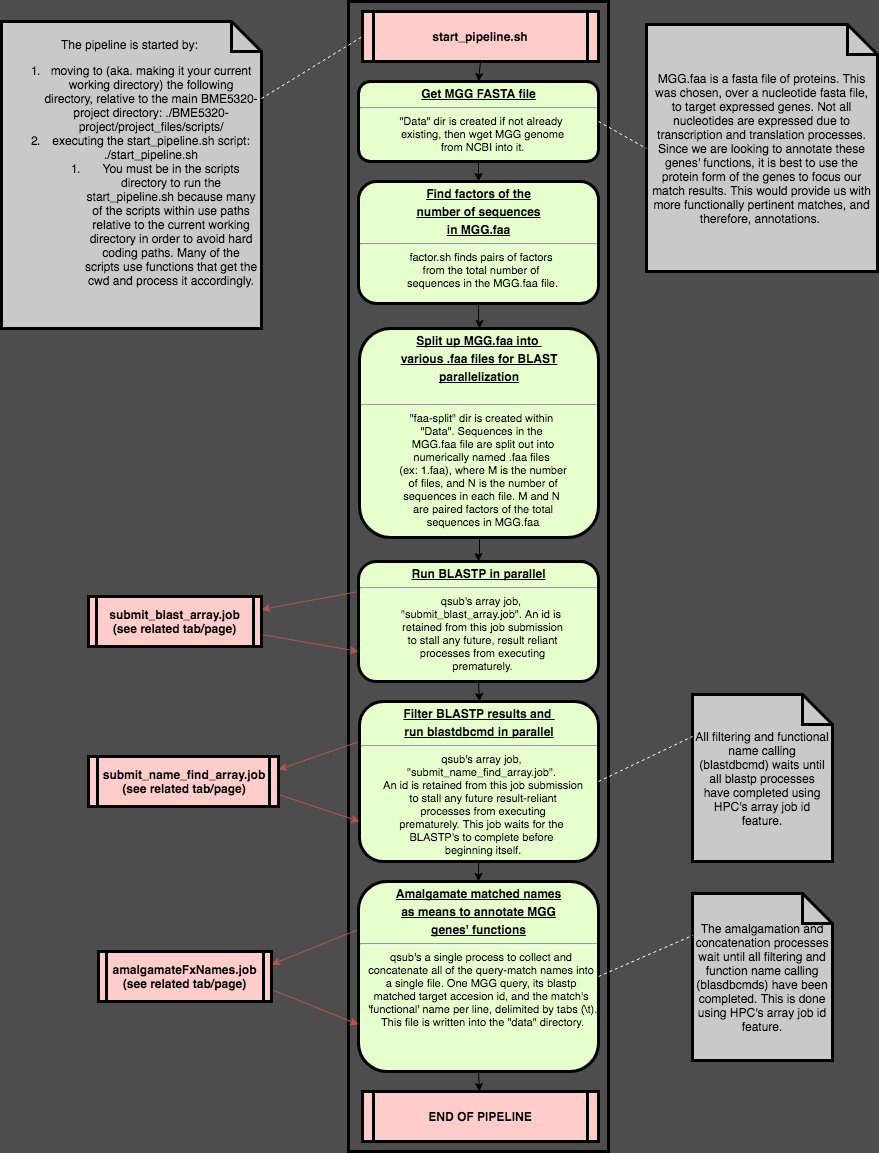 The pipeline is started by:
1. moving to (aka. making it your current
working directory) the following
directory, relative to the main BME5320-
project directory: ./BME5320-
project/project_files/scripts/
2. executing the start_pipeline.sh script:
./start_pipeline.sh
1. You must be in the scripts
directory to run the
start_pipeline.sh because many
of the scripts within use paths
relative to the current working
directory in order to avoid hard
coding paths. Many of the
scripts use functions that get the
cwd and process it accordingly.
start_pipeline.sh
Get MGG FASTA file
"Data" dir is created if not already
existing, then wget MGG genome
from NCBI into it.
MGG.faa is a fasta file of proteins. This
was chosen, over a nucleotide fasta file,
to target expressed genes. Not all
nucleotides are expressed due to
transcription and translation processes.
Since we are looking to annotate these
genes' functions, it is best to use the
protein form of the genes to focus our
match results. This would provide us with
more functionally pertinent matches, and
therefore, annotations.
Find factors of the
number of sequences
in MGG.faa
factor.sh finds pairs of factors
from the total number of
sequences in the MGG.faa file.
Split up MGG.faa into
various .faa files for BLAST
parallelization
"faa-split" dir is created within
"Data". Sequences in the
MGG.faa file are split out into
numerically named .faa files
(ex: 1.faa), where M is the number
of files, and N is the number of
sequences in each file. M and N
are paired factors of the total
sequences in MGG.faa
Run BLASTP in parallel
qsub's array job,
"submit_blast_array.job". An id is
retained from this job submission
to stall any future, result reliant
processes from executing
prematurely.
submit_blast_array.job
(see related tab/page)
Filter BLASTP results and
run blastdbcmd in parallel
qsub's array job,
"submit_name_find_array.job".
An id is retained from this job submission
to stall any future result-reliant
processes from executing
prematurely. This job waits for the
BLASTP's to complete before
beginning itself.
submit_name_find_array.job
(see related tab/page)
All filtering and functional
name calling
(blastdbcmd) waits until
all blastp processes
have completed using
HPC's array job id
feature.
Amalgamate matched names
as means to annotate MGG
genes' functions
qsub's a single process to collect and
concatenate all of the query-match names into
a single file. One MGG query, its blastp
matched target accesion id, and the match's
'functional' name per line, delimited by tabs (\t).
This file is written into the "data" directory.
amalgamateFxNames.job
(see related tab/page)
The amalgamation and
concatenation processes
wait until all filtering and
function name calling
(blasdbcmds) have been
completed. This is done
using HPC's array job id
feature.
END OF PIPELINE